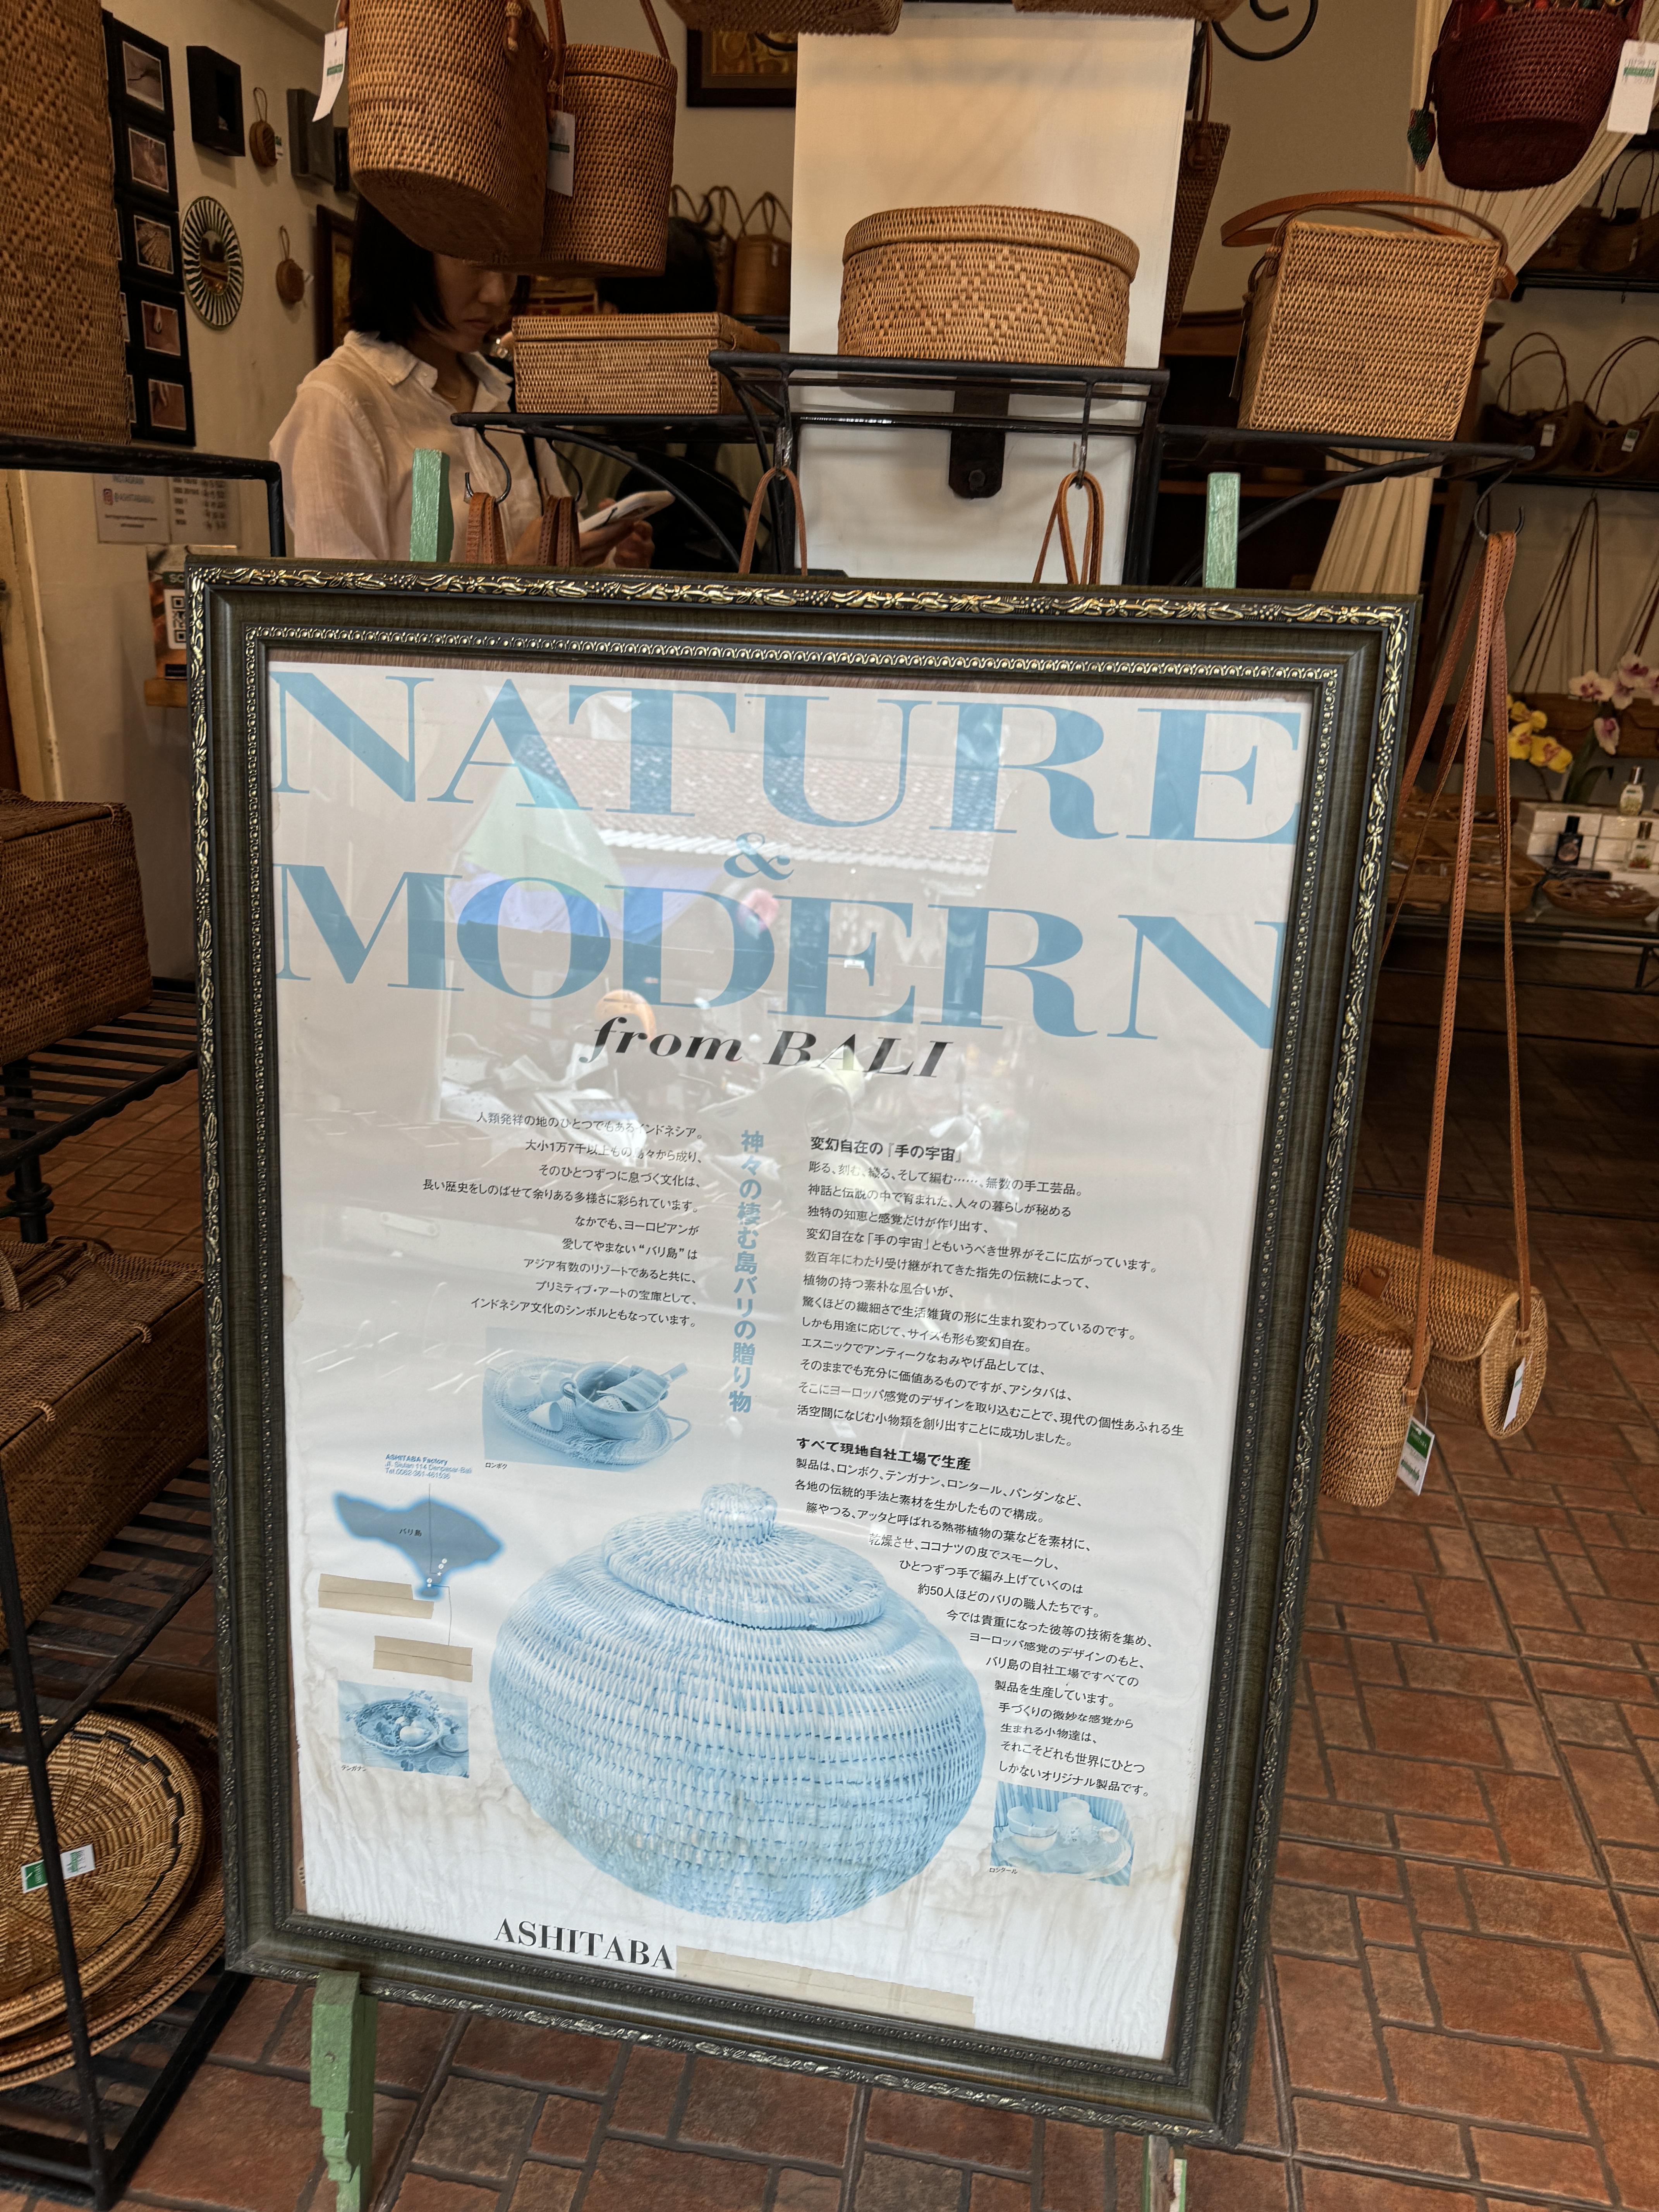 NATURE
&
MODERN
from BALI
人類発祥の地のひとつでもあるインドネシア。
大小1万7千以上もの島々から成り、
そのひとつずつに息づく文化は、
長い歴史をしのばせて余りある多様さに彩られています。
なかでも、ヨーロピアンが
愛してやまない“バリ島”は
アジア有数のリゾートであると共に、
プリミティブ・アートの宝庫として、
インドネシア文化のシンボルともなっています。
神々の棲む島バリの贈り物
変幻自在の『手の宇宙』
彫る、刻む、織る、そして編む……、無数の手工芸品。
神話と伝説の中で育まれた、人々の暮らしが秘める
独特の知恵と感覚だけが作り出す、
変幻自在な「手の宇宙」ともいうべき世界がそこに広がっています。
数百年にわたり受け継がれてきた指先の伝統によって、
植物の持つ素朴な風合いが、
驚くほどの繊細さで生活雑貨の形に生まれ変わっているのです。
しかも用途に応じて、サイズも形も変幻自在。
エスニックでアンティークなおみやげ品としては、
そのままでも充分に価値あるものですが、アシタバは、
そこにヨーロッパ感覚のデザインを取り込むことで、現代の個性あふれる生
活空間になじむ小物類を創り出すことに成功しました。
すべて現地自社工場で生産
製品は、ロンボク、テンガナン、ロンタール、パンダンなど、
各地の伝統的手法と素材を生かしたもので構成。
籐やつる、アッタと呼ばれる熱帯植物の葉などを素材に、
乾燥させ、ココナツの皮でスモークし、
ひとつずつ手で編み上げていくのは
約50人ほどのバリの職人たちです。
今では貴重になった彼等の技術を集め、
ヨーロッパ感覚のデザインのもと、
バリ島の自社工場ですべての
製品を生産しています。
手づくりの微妙な感覚から
生まれる小物達は、
それこそどれも世界にひとつ
しかないオリジナル製品です。
ロンボク
ASHITABA Factory
Tel.0062-361-461535
バリ島
テンガナン
ロンタール
ASHITABA
INSTAGRAM